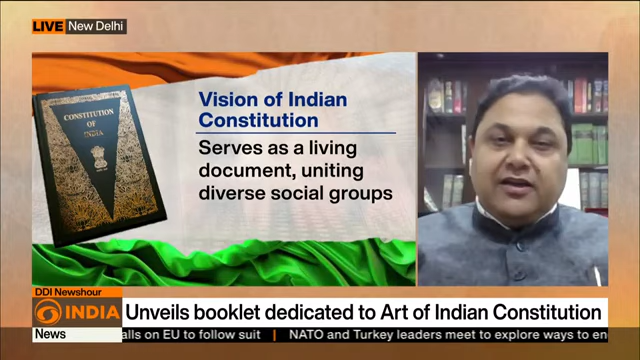 LIVE New Delhi
CONSTITUTION
OF
INDIA
Vision of Indian
Constitution
Serves as a living
document, uniting
diverse social groups
DDI Newshour
INDIA
News
Unveils booklet dedicated to Art of Indian Constitution
alls on EU to follow suit | NATO and Turkey leaders meet to explore ways to en